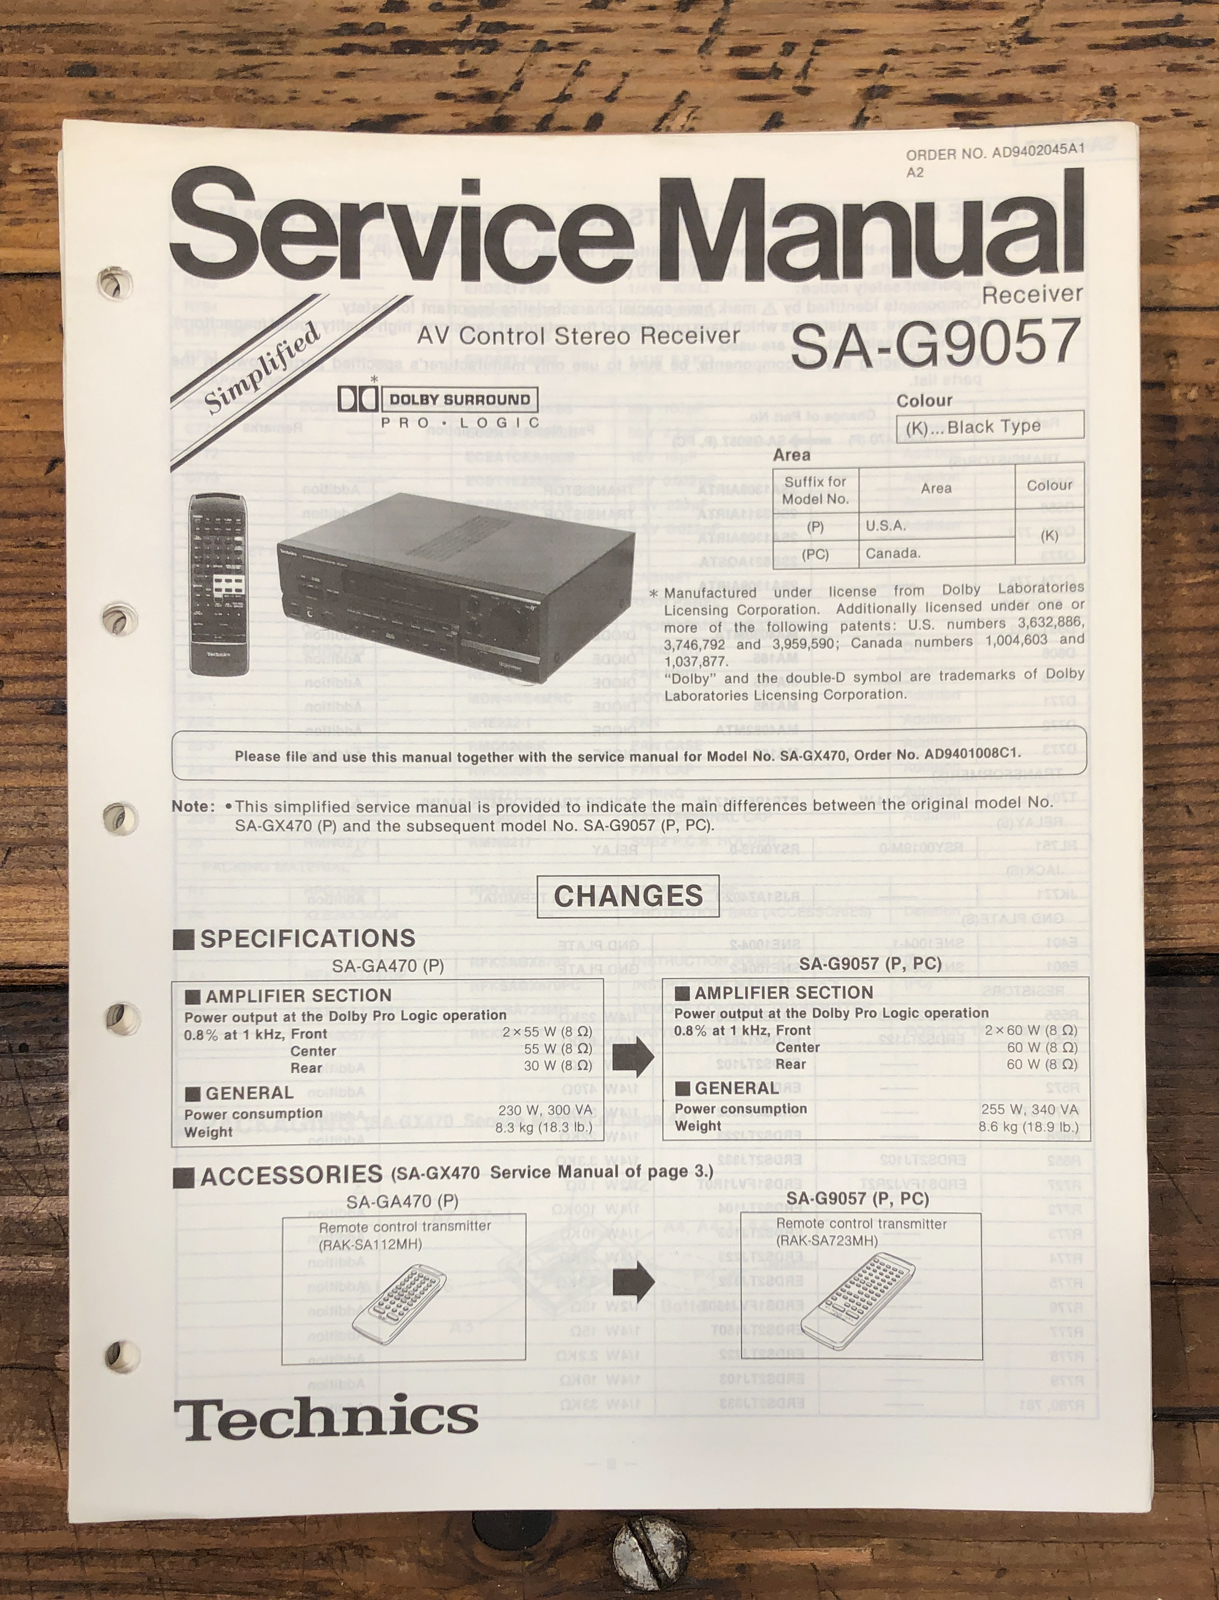 ORDER NO. AD9402045A1
A2
Service Manual
Receiver
Simplified
AV Control Stereo Receiver
SA-G9057
*
DOLBY SURROUND
PRO • LOGIC
Colour
(K)...Black Type
Area
Suffix for Model No. Area Colour
(P) U.S.A. (K)
(PC) Canada.
Technics
Technics
* Manufactured under license from Dolby Laboratories
Licensing Corporation. Additionally licensed under one or
more of the following patents: U.S. numbers 3,632,886,
3,746,792 and 3,959,590; Canada numbers 1,004,603 and
1,037,877.
“Dolby” and the double-D symbol are trademarks of Dolby
Laboratories Licensing Corporation.
Please file and use this manual together with the service manual for Model No. SA-GX470, Order No. AD9401008C1.
Note: • This simplified service manual is provided to indicate the main differences between the original model No.
SA-GX470 (P) and the subsequent model No. SA-G9057 (P, PC).
CHANGES
■ SPECIFICATIONS
SA-GA470 (P)
■ AMPLIFIER SECTION
Power output at the Dolby Pro Logic operation
0.8% at 1 kHz, Front 2×55 W (8 Ω)
Center 55 W (8 Ω)
Rear 30 W (8 Ω)
■ GENERAL
Power consumption 230 W, 300 VA
Weight 8.3 kg (18.3 lb.)
SA-G9057 (P, PC)
■ AMPLIFIER SECTION
Power output at the Dolby Pro Logic operation
0.8% at 1 kHz, Front 2×60 W (8 Ω)
Center 60 W (8 Ω)
Rear 60 W (8 Ω)
■ GENERAL
Power consumption 255 W, 340 VA
Weight 8.6 kg (18.9 lb.)
■ ACCESSORIES (SA-GX470 Service Manual of page 3.)
SA-GA470 (P)
Remote control transmitter
(RAK-SA112MH)
SA-G9057 (P, PC)
Remote control transmitter
(RAK-SA723MH)
Technics